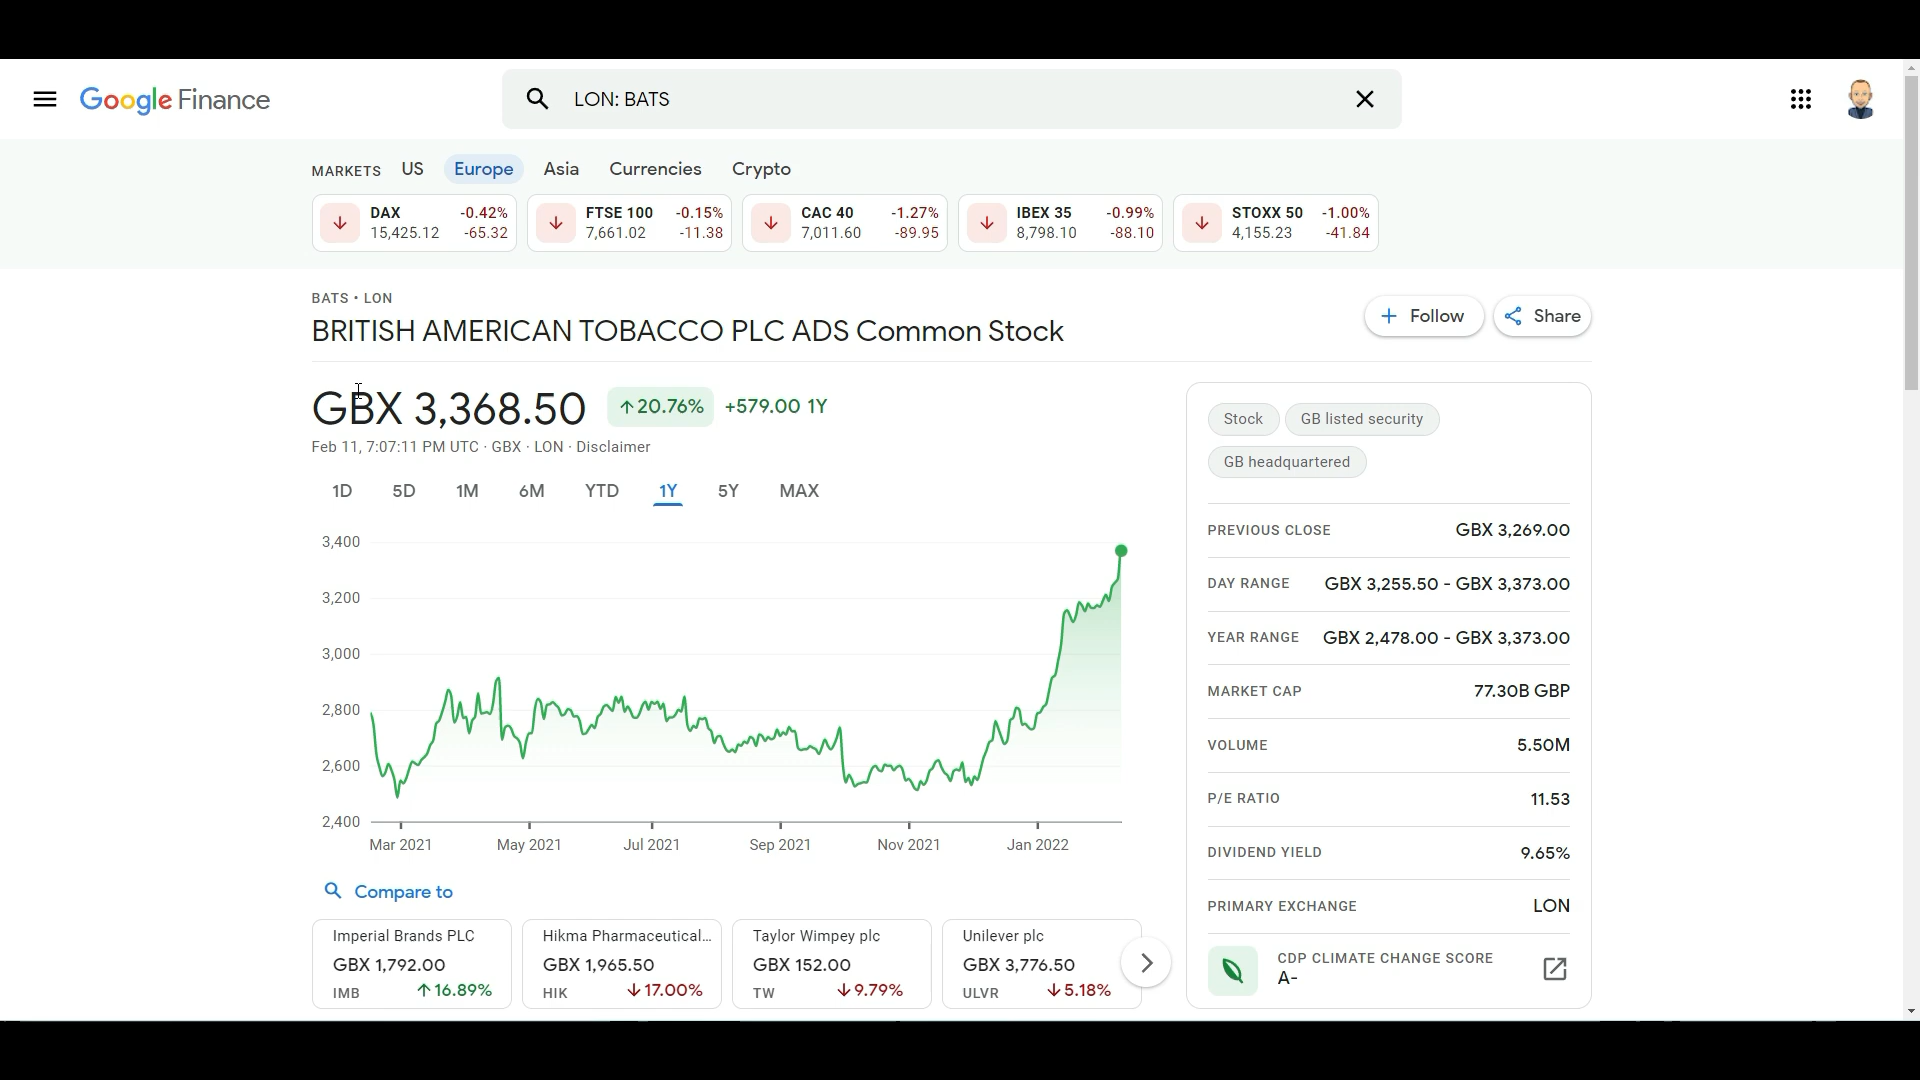 Google Finance
LON: BATS
MARKETS US Europe Asia Currencies Crypto
DAX -0.42%
15,425.12 -65.32
FTSE 100 -0.15%
7,661.02 -11.38
CAC 40 -1.27%
7,011.60 -89.95
IBEX 35 -0.99%
8,798.10 -88.10
STOXX 50 -1.00%
4,155.23 -41.84
BATS • LON
BRITISH AMERICAN TOBACCO PLC ADS Common Stock
Follow
Share
GBX 3,368.50 ↑20.76% +579.00 1Y
Feb 11, 7:07:11 PM UTC · GBX · LON · Disclaimer
1D 5D 1M 6M YTD 1Y 5Y MAX
3,400
3,200
3,000
2,800
2,600
2,400
Mar 2021 May 2021 Jul 2021 Sep 2021 Nov 2021 Jan 2022
Compare to
Imperial Brands PLC
GBX 1,792.00
IMB ↑16.89%
Hikma Pharmaceutical...
GBX 1,965.50
HIK ↓17.00%
Taylor Wimpey plc
GBX 152.00
TW ↓9.79%
Unilever plc
GBX 3,776.50
ULVR ↓5.18%
Stock GB listed security
GB headquartered
PREVIOUS CLOSE GBX 3,269.00
DAY RANGE GBX 3,255.50 - GBX 3,373.00
YEAR RANGE GBX 2,478.00 - GBX 3,373.00
MARKET CAP 77.30B GBP
VOLUME 5.50M
P/E RATIO 11.53
DIVIDEND YIELD 9.65%
PRIMARY EXCHANGE LON
CDP CLIMATE CHANGE SCORE
A-